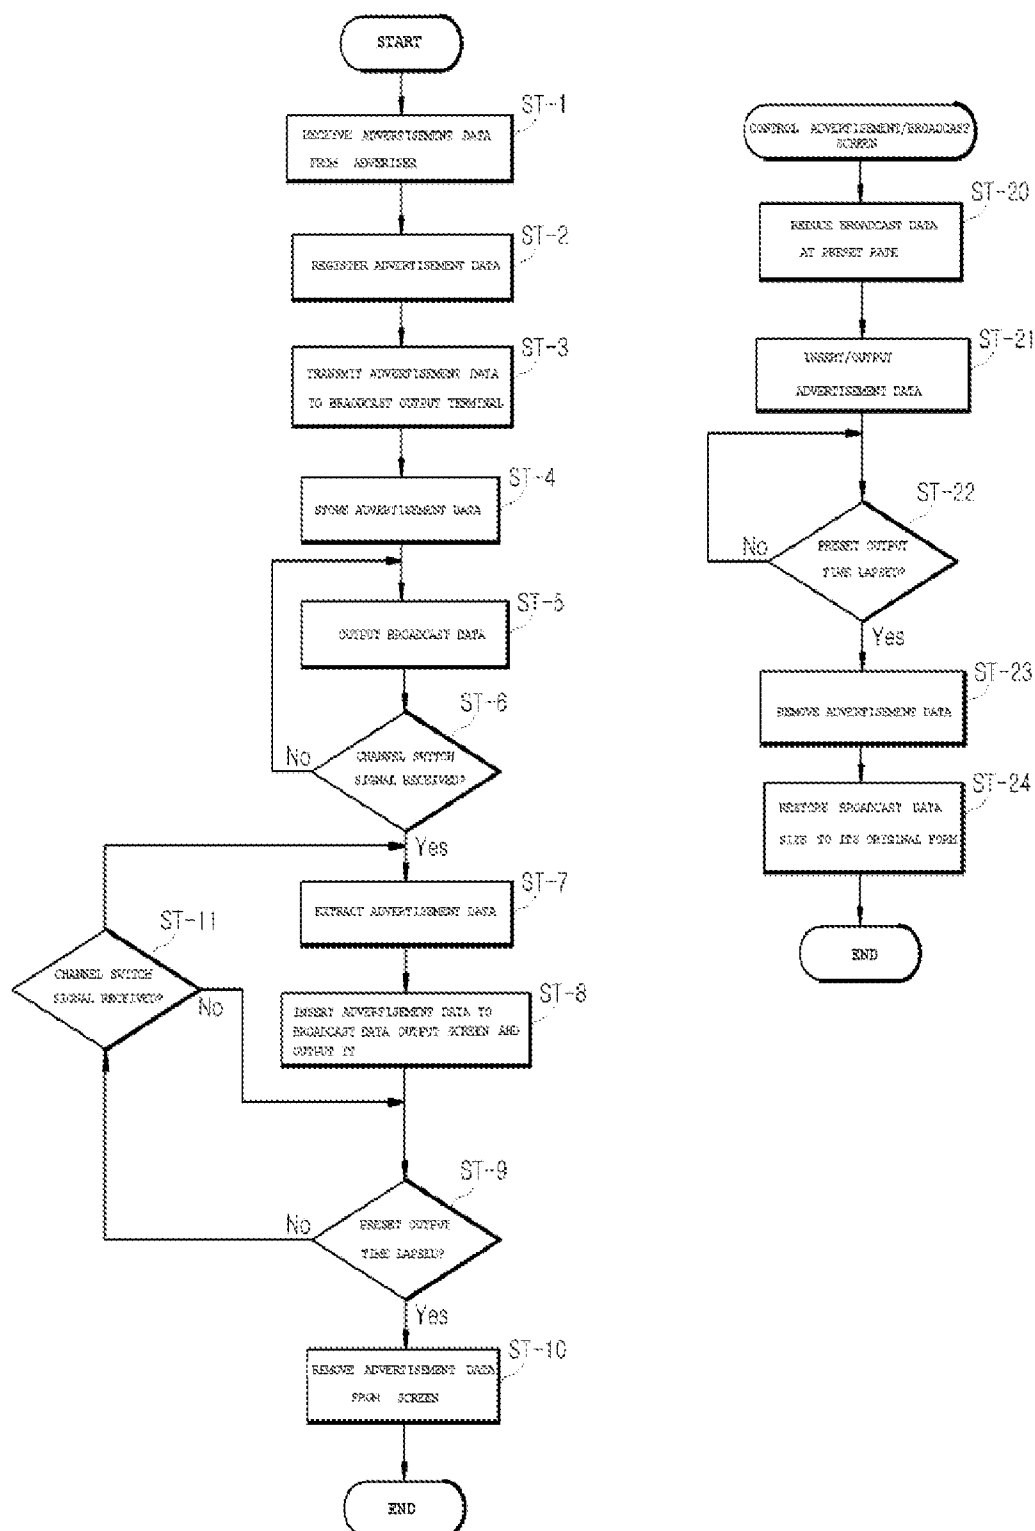 START
ST-1
RECEIVE ADVERTISEMENT DATA
FROM ADVERISER
ST-2
REGISTER ADVERTISEMENT DATA
ST-3
TRANSMIT ADVERTISEMENT DATA
TO BRAODCAST OUTPUT TERMINAL
ST-4
STORE ADVERTISEMENT DATA
ST-5
OUTPUT BROADCAST DATA
ST-6
CHANNEL SWITCH
SIGNAL RECEIVED?
No
Yes
ST-7
EXTRACT ADVERTISEMENT DATA
ST-11
CHANNEL SWITCH
SIGNAL RECEIVED?
No
ST-8
INSERT ADVERTISEMENT DATA TO
BROADCAST DATA OUTPUT SCREEN AND
OUTPUT IT
ST-9
PRESET OUTPUT
TIME LAPSED?
No
Yes
ST-10
REMOVE ADVERTISEMENT DATA
FROM SCREEN
END
CONTROL ADVERTISEMENT/BROADCAST
SCREEN
ST-20
REDUCE BROADCAST DATA
AT PRESET RATE
ST-21
INSERT/OUTPUT
ADVERTISEMENT DATA
ST-22
PRESET OUTPUT
TIME LAPSED?
No
Yes
ST-23
REMOVE ADVERTISEMENT DATA
ST-24
RESTORE BROADCAST DATA
SIZE TO ITS ORIGINAL FORM
END